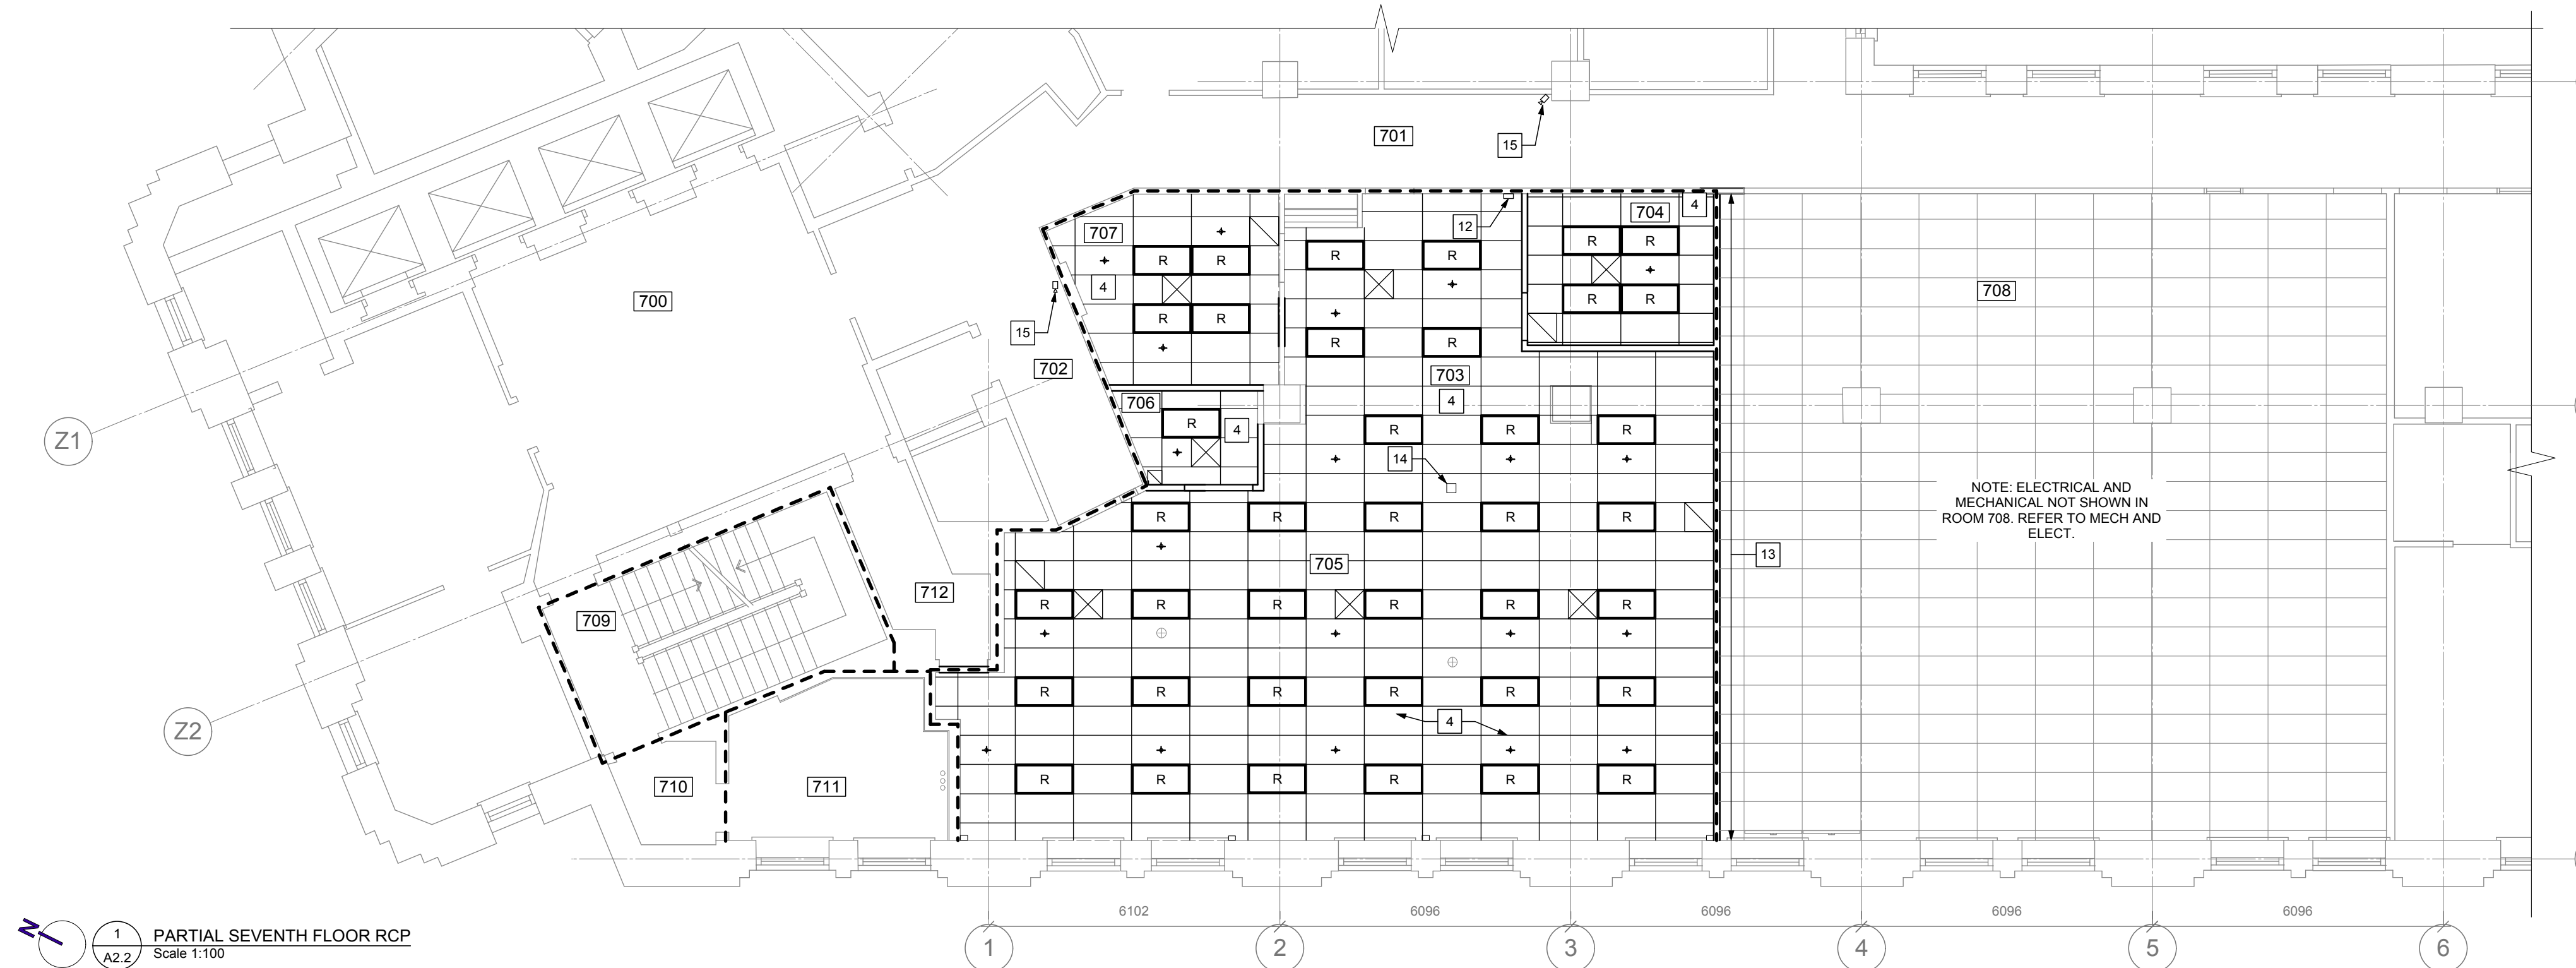 701
15
12
704
4
707
R R
R
R
R R
4
708
700
R R
15
R R
R
R
702
703
706
4
R
4
R
R
R
Z1
14
NOTE: ELECTRICAL AND
MECHANICAL NOT SHOWN IN
ROOM 708. REFER TO MECH AND
ELECT.
R
R
R
R
R
13
705
712
R
R
R
R
R
R
709
R
R
R
R
R
R
4
Z2
710
711
R
R
R
R
R
R
6102
6096
6096
6096
6096
N
1
A2.2
PARTIAL SEVENTH FLOOR RCP
Scale 1:100
1
2
3
4
5
6